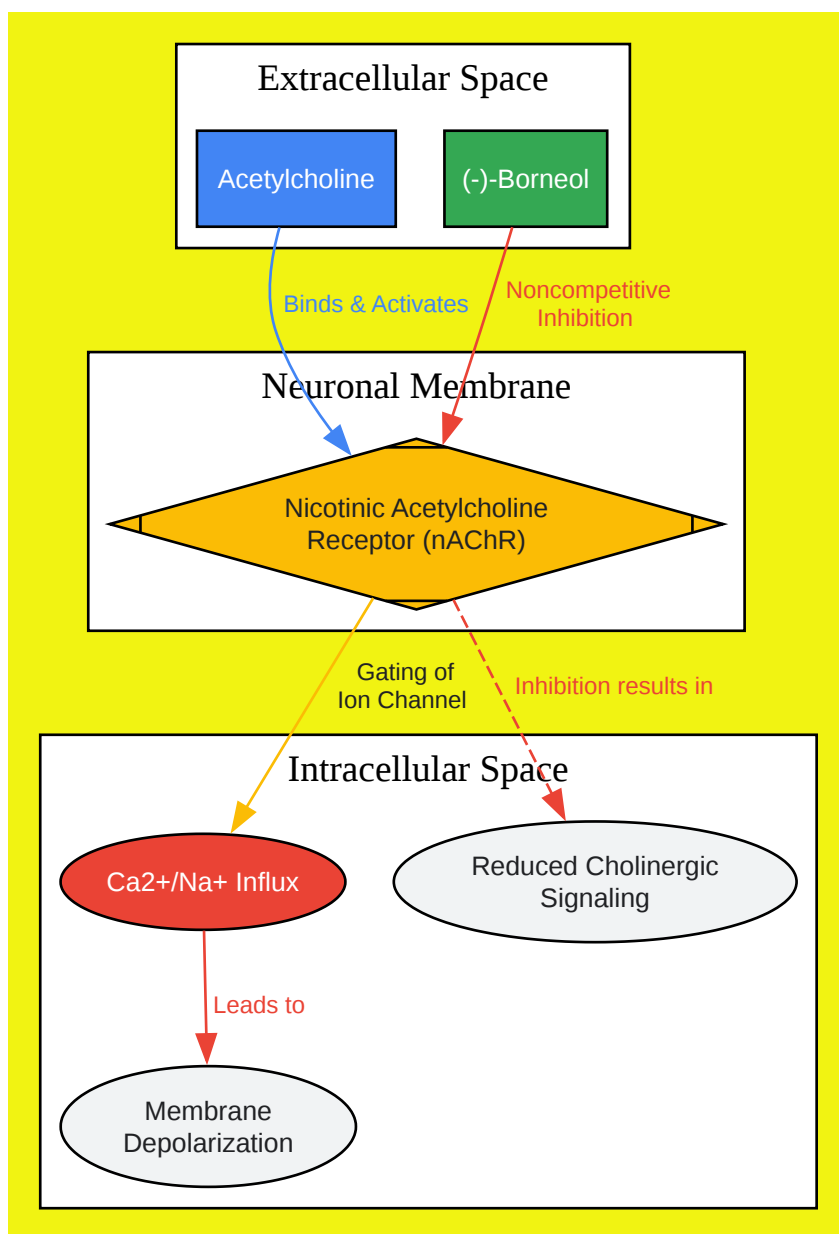 Extracellular Space
Acetylcholine
(-)-Borneol
Binds & Activates
Noncompetitive
Inhibition
Neuronal Membrane
Nicotinic Acetylcholine
Receptor (nAChR)
Gating of
Ion Channel
Inhibition results in
Intracellular Space
Ca2+/Na+ Influx
Reduced Cholinergic
Signaling
Leads to
Membrane
Depolarization